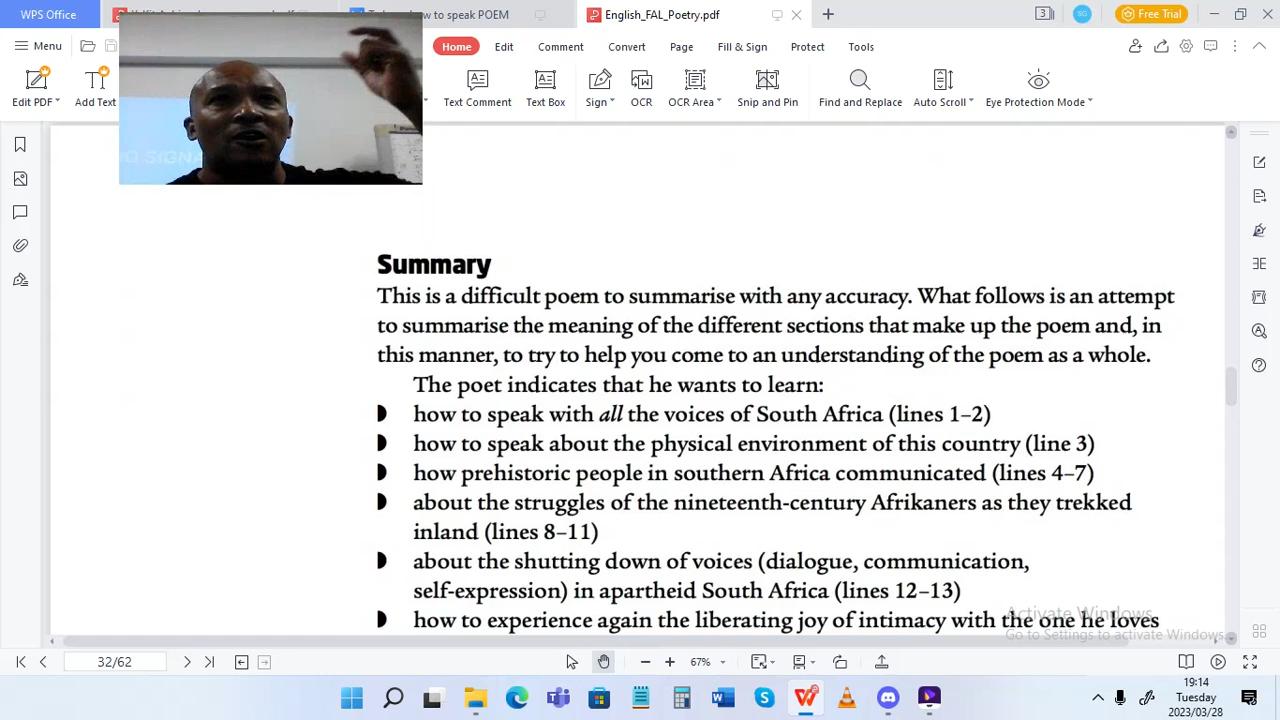 WPS Office
how to speak POEM
English_FAL_Poetry.pdf
Free Trial
Menu
Home
Edit
Comment
Convert
Page
Fill & Sign
Protect
Tools
Edit PDF
Add Text
Text Comment
Text Box
Sign
OCR
OCR Area
Snip and Pin
Find and Replace
Auto Scroll
Eye Protection Mode
Summary
This is a difficult poem to summarise with any accuracy. What follows is an attempt
to summarise the meaning of the different sections that make up the poem and, in
this manner, to try to help you come to an understanding of the poem as a whole.
The poet indicates that he wants to learn:
how to speak with all the voices of South Africa (lines 1–2)
how to speak about the physical environment of this country (line 3)
how prehistoric people in southern Africa communicated (lines 4–7)
about the struggles of the nineteenth-century Afrikaners as they trekked
inland (lines 8–11)
about the shutting down of voices (dialogue, communication,
self-expression) in apartheid South Africa (lines 12–13)
how to experience again the liberating joy of intimacy with the one he loves
Activate Windows
Go to Settings to activate Windows.
32/62
67%
19:14
Tuesday
2023/03/28